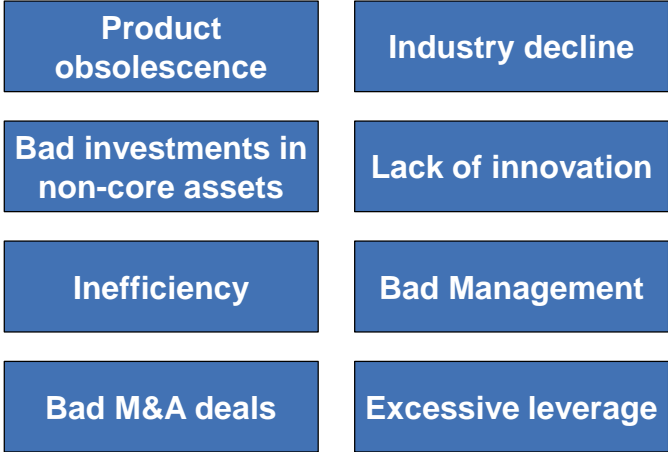 Product
obsolescence
Industry decline
Bad investments in
non-core assets
Lack of innovation
Inefficiency
Bad Management
Bad M&A deals
Excessive leverage